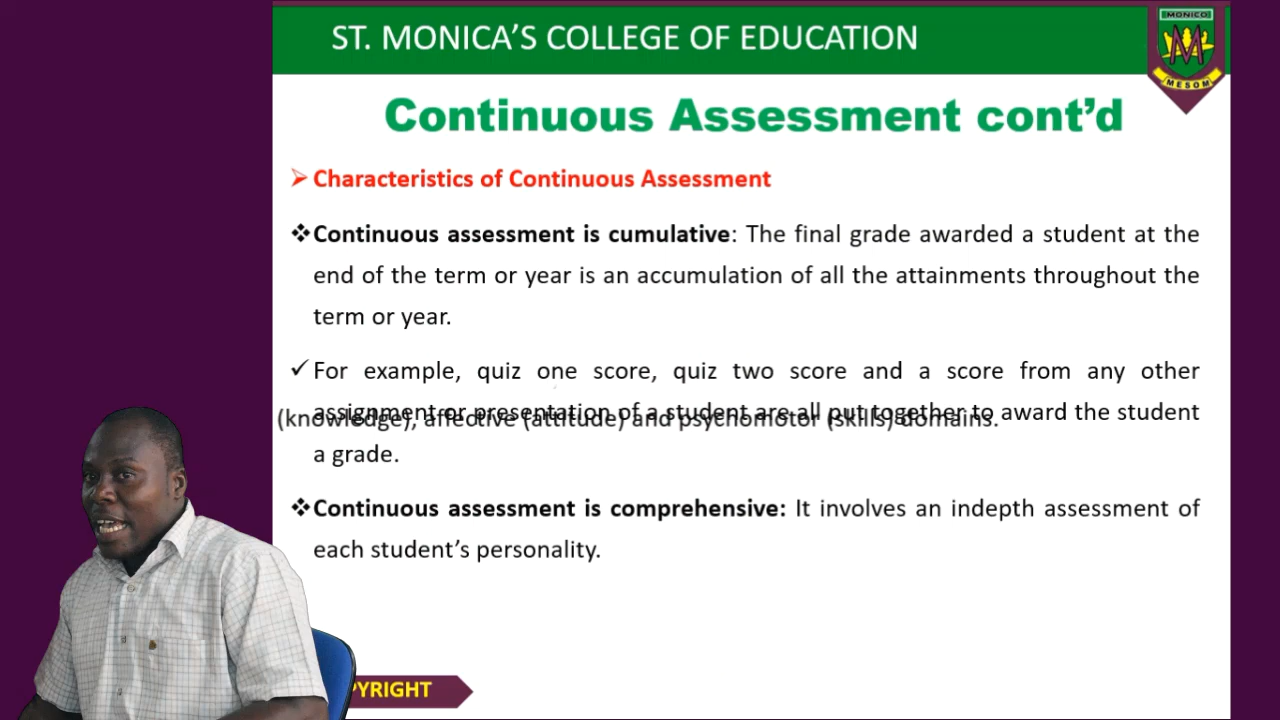 ST. MONICA'S COLLEGE OF EDUCATION
MONICO
MESOM
Continuous Assessment cont'd
➢ Characteristics of Continuous Assessment
❖Continuous assessment is cumulative: The final grade awarded a student at the
end of the term or year is an accumulation of all the attainments throughout the
term or year.
✓ For example, quiz one score, quiz two score and a score from any other
assignment or presentation of a student are all put together to award the student
(knowledge), affective (attitude) and psychomotor (skills) domains.
a grade.
❖Continuous assessment is comprehensive: It involves an indepth assessment of
each student's personality.
PYRIGHT